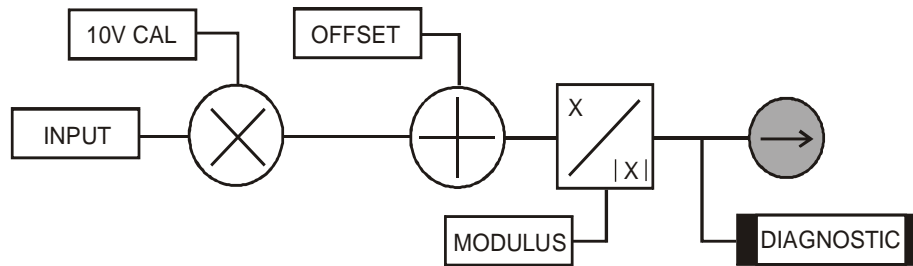 10V CAL
OFFSET
INPUT
X
|X|
MODULUS
DIAGNOSTIC